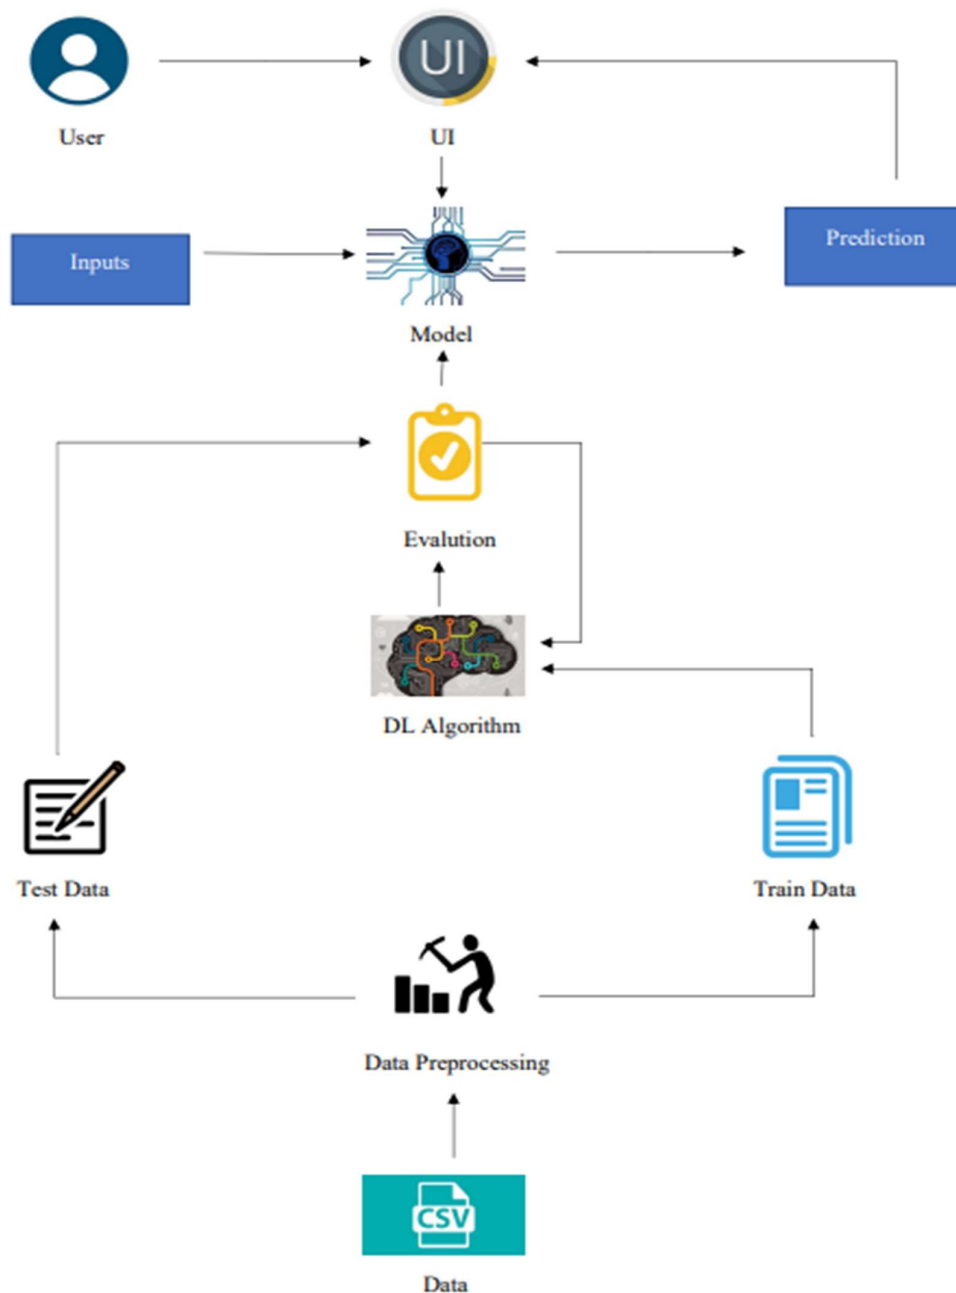 UI
User
UI
Inputs
Prediction
Model
Evalution
DL Algorithm
Test Data
Train Data
Data Preprocessing
CSV
Data